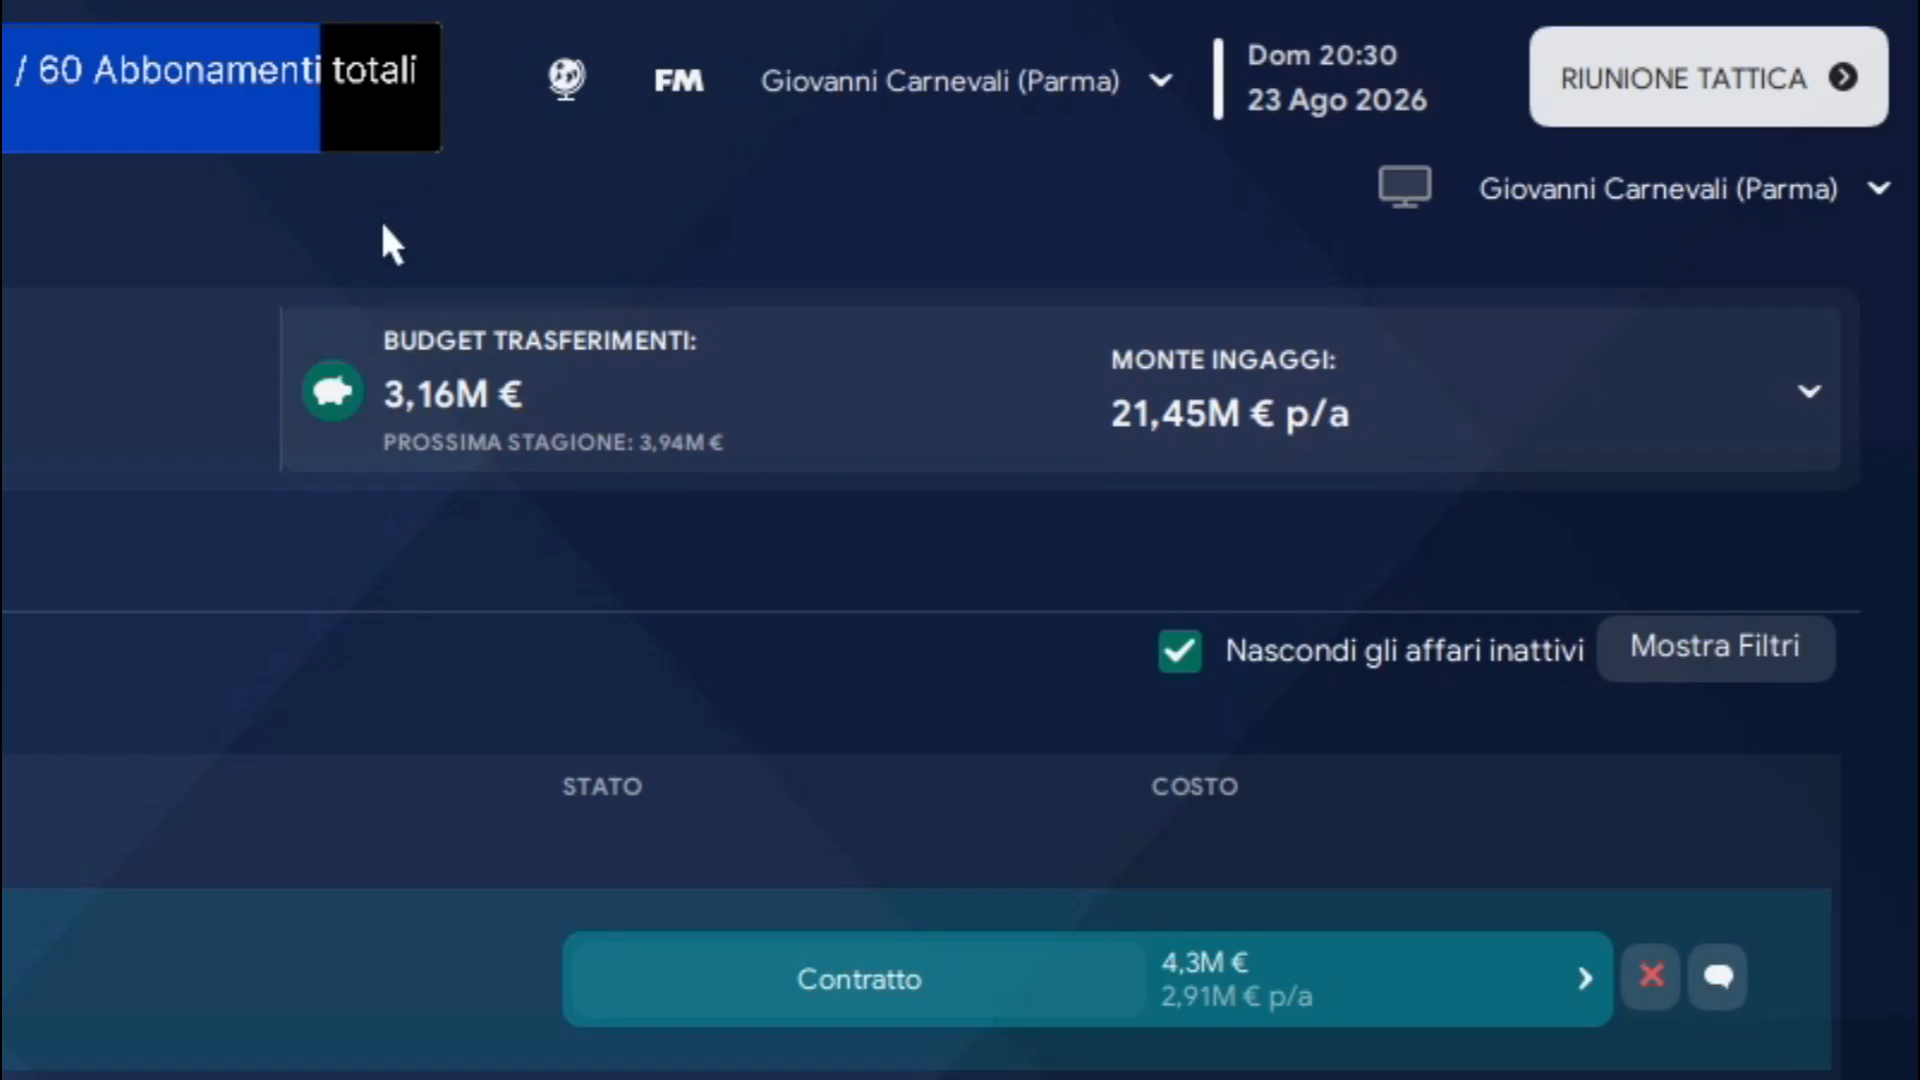 / 60 Abbonamenti totali
FM
Giovanni Carnevali (Parma)
Dom 20:30
23 Ago 2026
RIUNIONE TATTICA
Giovanni Carnevali (Parma)
BUDGET TRASFERIMENTI:
3,16M €
PROSSIMA STAGIONE: 3,94M €
MONTE INGAGGI:
21,45M € p/a
Nascondi gli affari inattivi
Mostra Filtri
STATO
COSTO
Contratto
4,3M €
2,91M € p/a